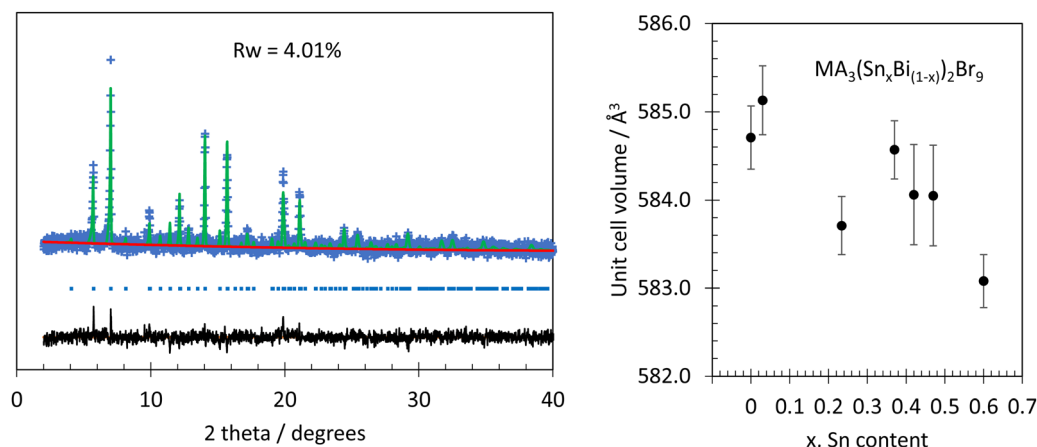 Rw = 4.01%
0
10
20
30
40
2 theta / degrees
Unit cell volume / Å³
586.0
585.0
584.0
583.0
582.0
MA₃(SnₓBi₍₁₋ₓ₎)₂Br₉
0 0.1 0.2 0.3 0.4 0.5 0.6 0.7
x. Sn content